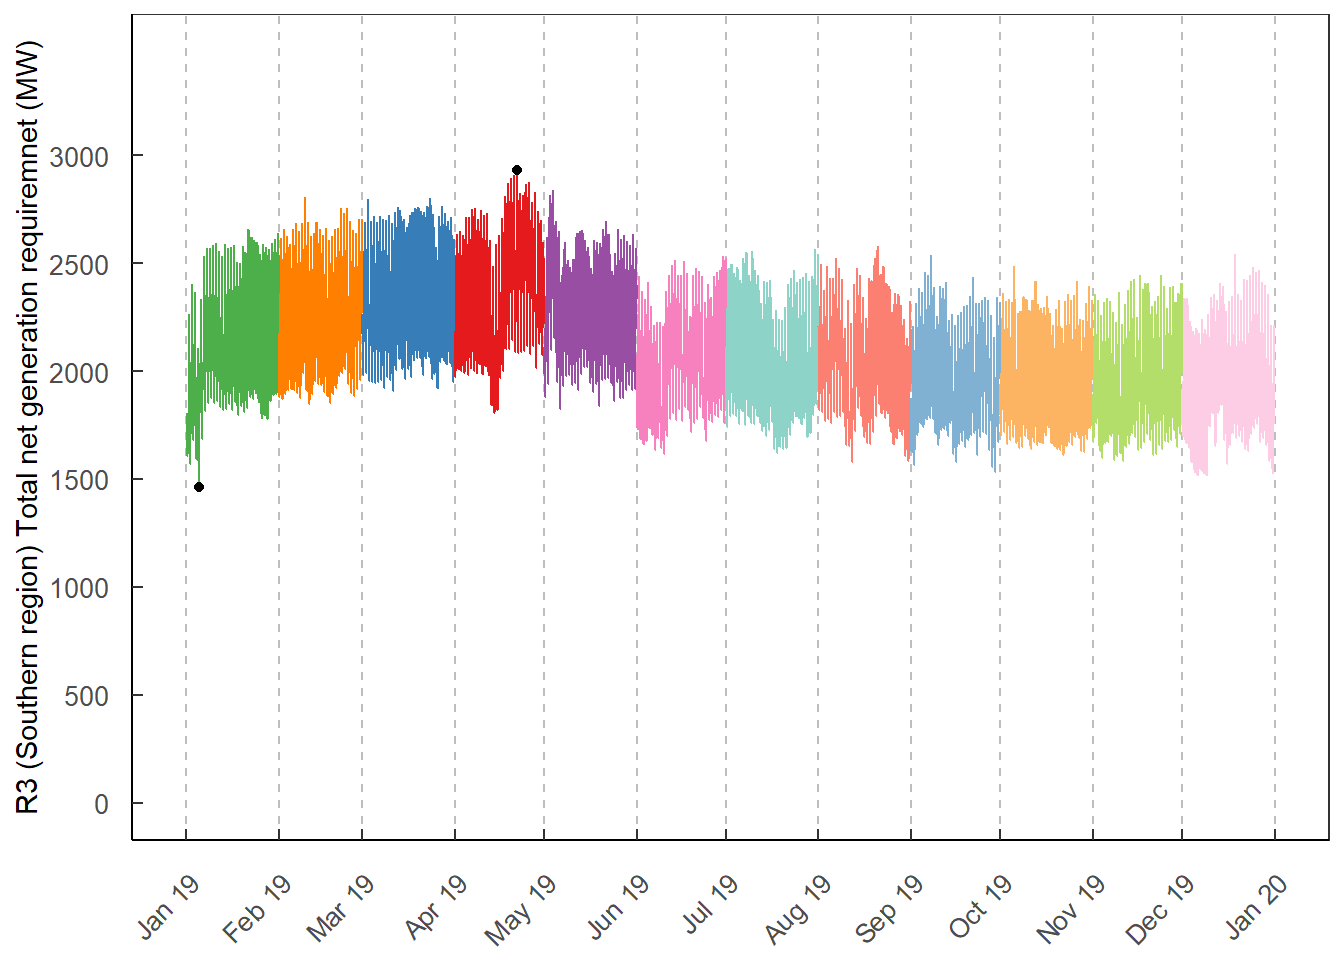 R3 (Southern region) Total net generation requiremnet (MW)
3000
2500
2000
1500
1000
500
0
Jan 19
Feb 19
Mar 19
Apr 19
May 19
Jun 19
Jul 19
Aug 19
Sep 19
Oct 19
Nov 19
Dec 19
Jan 20